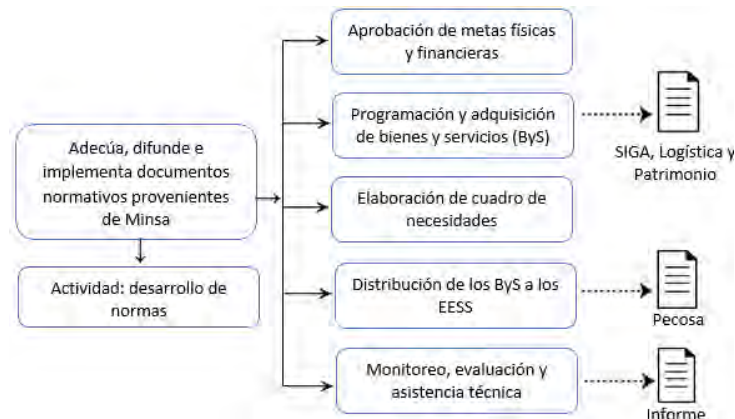 Adecúa, difunde e
implementa documentos
normativos provenientes
de Minsa
Actividad: desarrollo de
normas
Aprobación de metas físicas
y financieras
Programación y adquisición
de bienes y servicios (ByS)
SIGA, Logística y
Patrimonio
Elaboración de cuadro de
necesidades
Distribución de los ByS a los
EESS
Pecosa
Monitoreo, evaluación y
asistencia técnica
Informe